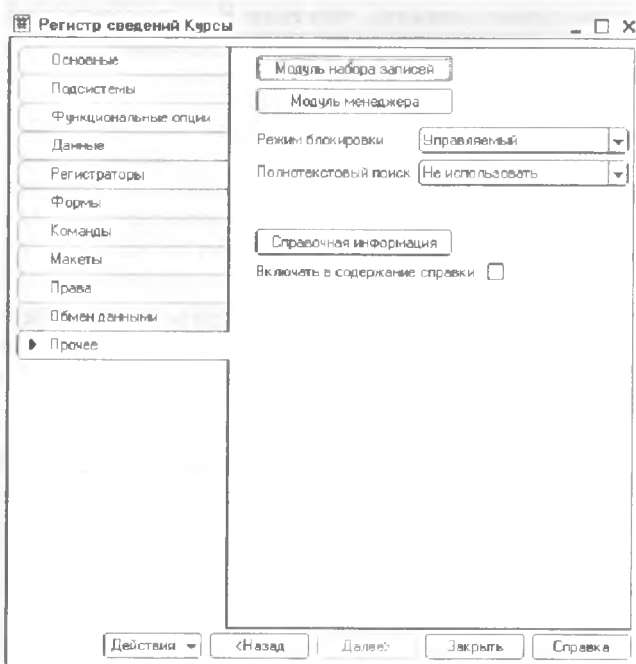 Регистр сведений Курсы
Основные
Подсистемы
Функциональные опции
Данные
Регистраторы
Формы
Команды
Макеты
Права
Обмен данными
Прочее
Модуль набора записей
Модуль менеджера
Режим блокировки Управляемый
Полнотекстовый поиск Не использовать
Справочная информация
Включать в содержание справки
Действия <Назад Далее> Закрыть Справка